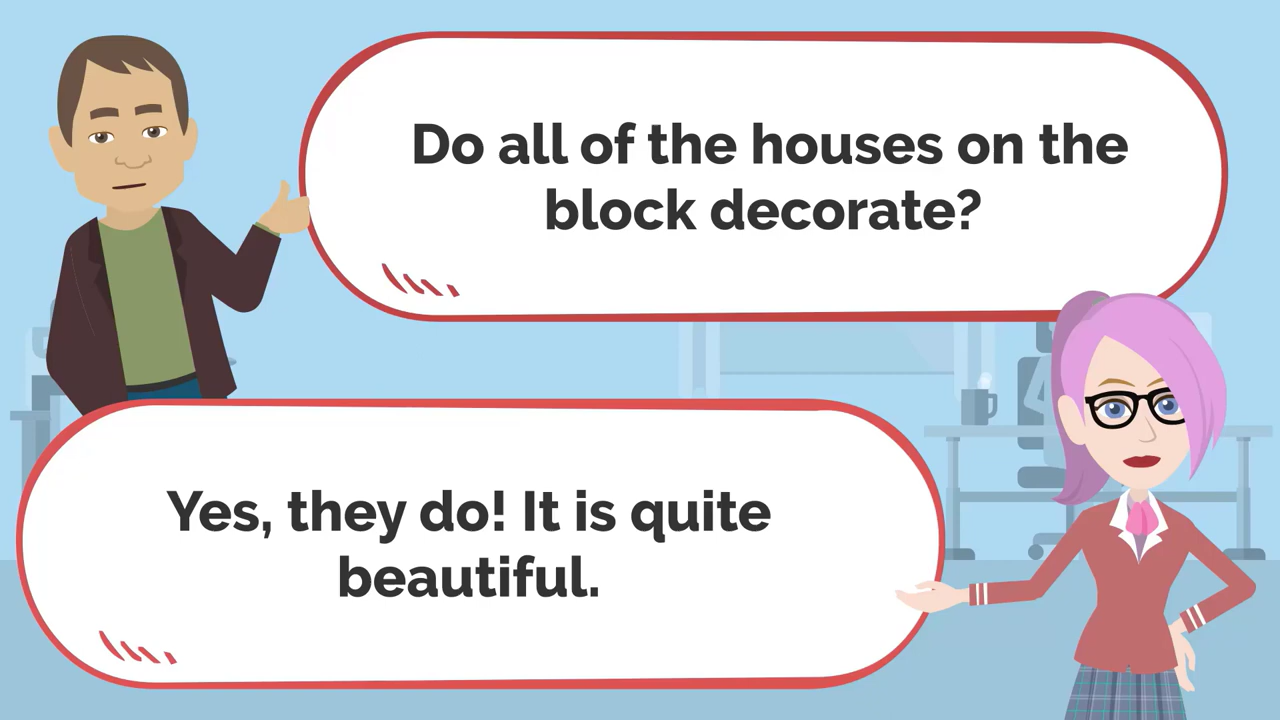 Do all of the houses on the
block decorate?
Yes, they do! It is quite
beautiful.